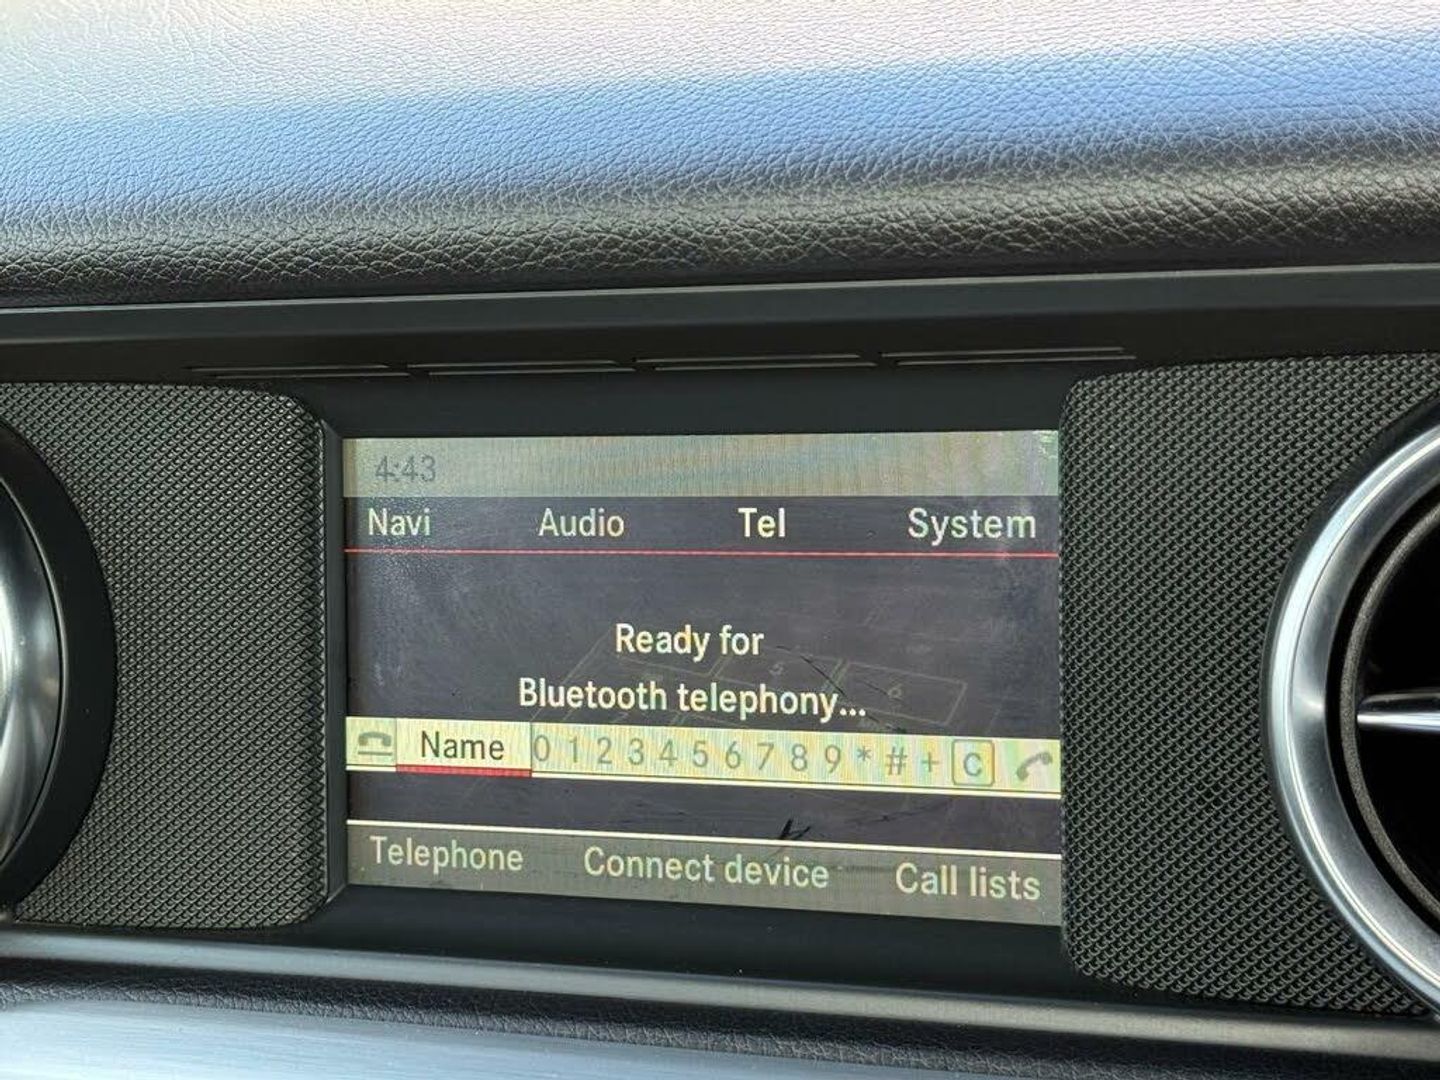 4:43
Navi Audio Tel System
Ready for
Bluetooth telephony...
Name 0 1 2 3 4 5 6 7 8 9 * # + C
Telephone Connect device Call lists